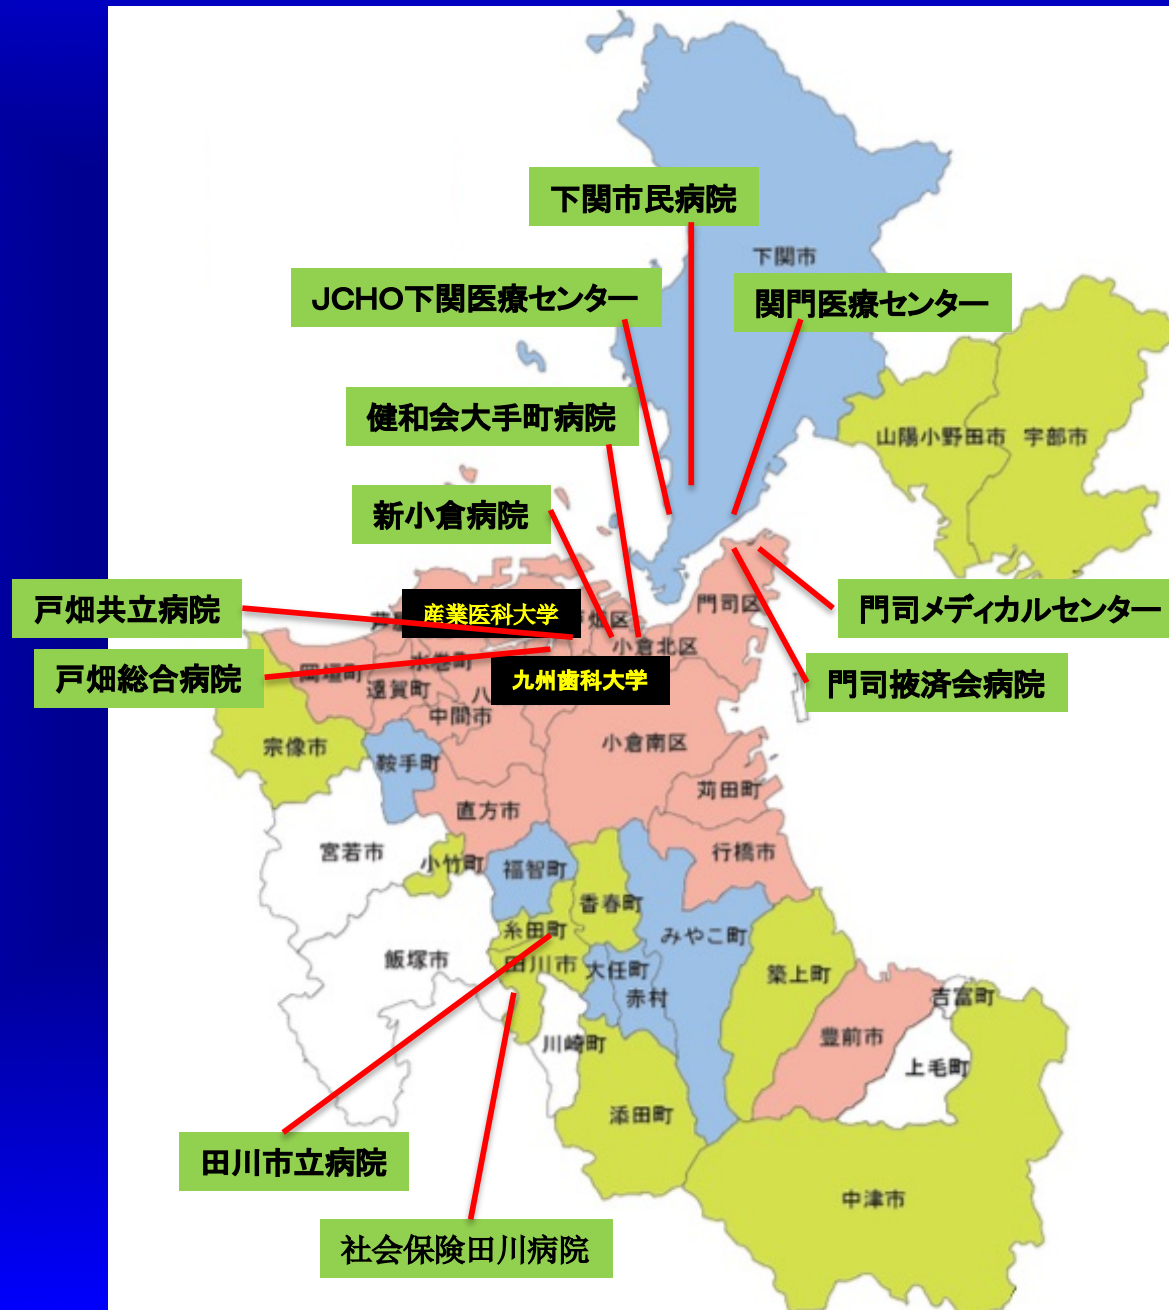 下関市民病院
下関市
JCHO下関医療センター
関門医療センター
健和会大手町病院
山陽小野田市
宇部市
新小倉病院
戸畑共立病院
産業医科大学
門司区
門司メディカルセンター
小倉北区
戸畑総合病院
岡垣町
水巻町
九州歯科大学
門司掖済会病院
遠賀町
中間市
宗像市
鞍手町
小倉南区
苅田町
直方市
宮若市
小竹町
福智町
行橋市
香春町
糸田町
みやこ町
飯塚市
田川市
大任町
赤村
築上町
吉富町
川崎町
豊前市
上毛町
添田町
田川市立病院
中津市
社会保険田川病院